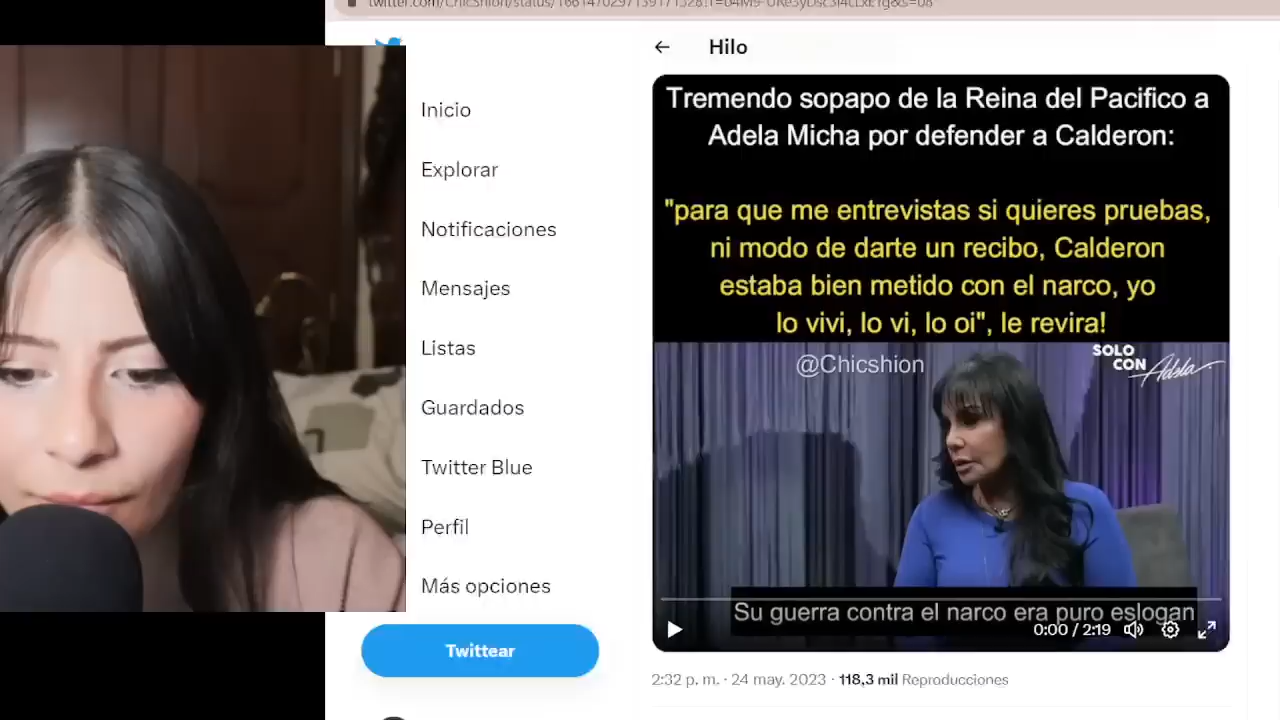 Hilo
Inicio
Explorar
Notificaciones
Mensajes
Listas
Guardados
Twitter Blue
Perfil
Más opciones
Twittear
Tremendo sopapo de la Reina del Pacifico a
Adela Micha por defender a Calderon:
"para que me entrevistas si quieres pruebas,
ni modo de darte un recibo, Calderon
estaba bien metido con el narco, yo
lo vivi, lo vi, lo oi", le revira!
@Chicshion
SOLO
CON Adela
Su guerra contra el narco era puro eslogan
0:00 / 2:19
2:32 p. m. · 24 may. 2023 · 118,3 mil Reproducciones